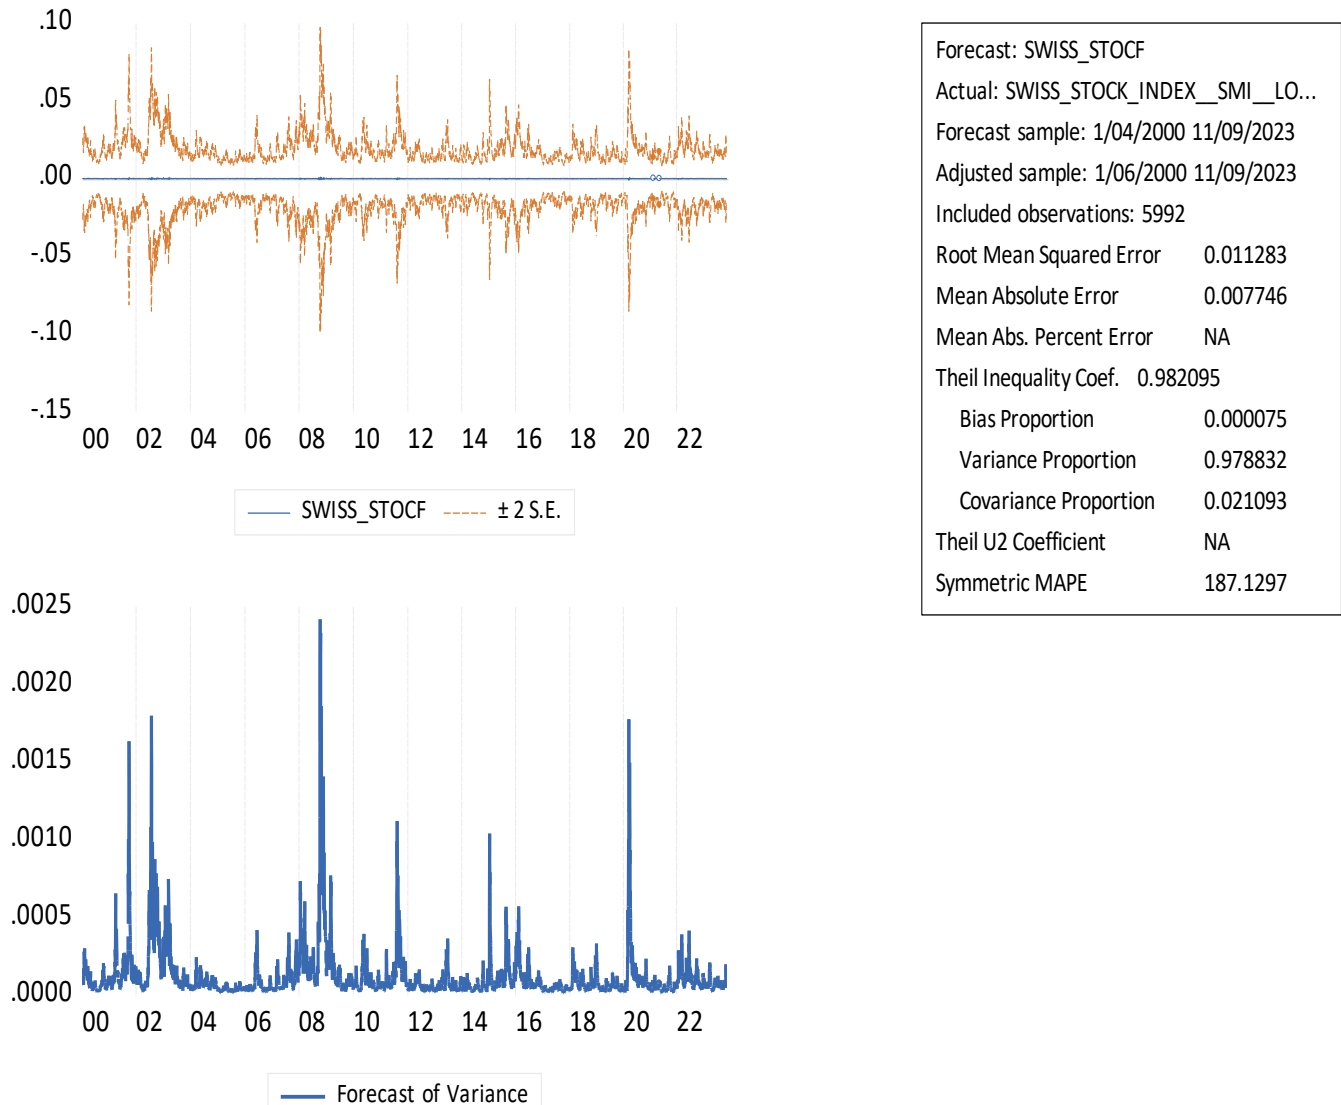 .10
.05
.00
-.05
-.10
-.15
00 02 04 06 08 10 12 14 16 18 20 22
SWISS_STOCF ± 2 S.E.
Forecast: SWISS_STOCF
Actual: SWISS_STOCK_INDEX__SMI__LO...
Forecast sample: 1/04/2000 11/09/2023
Adjusted sample: 1/06/2000 11/09/2023
Included observations: 5992
Root Mean Squared Error 0.011283
Mean Absolute Error 0.007746
Mean Abs. Percent Error NA
Theil Inequality Coef. 0.982095
Bias Proportion 0.000075
Variance Proportion 0.978832
Covariance Proportion 0.021093
Theil U2 Coefficient NA
Symmetric MAPE 187.1297
.0025
.0020
.0015
.0010
.0005
.0000
00 02 04 06 08 10 12 14 16 18 20 22
Forecast of Variance